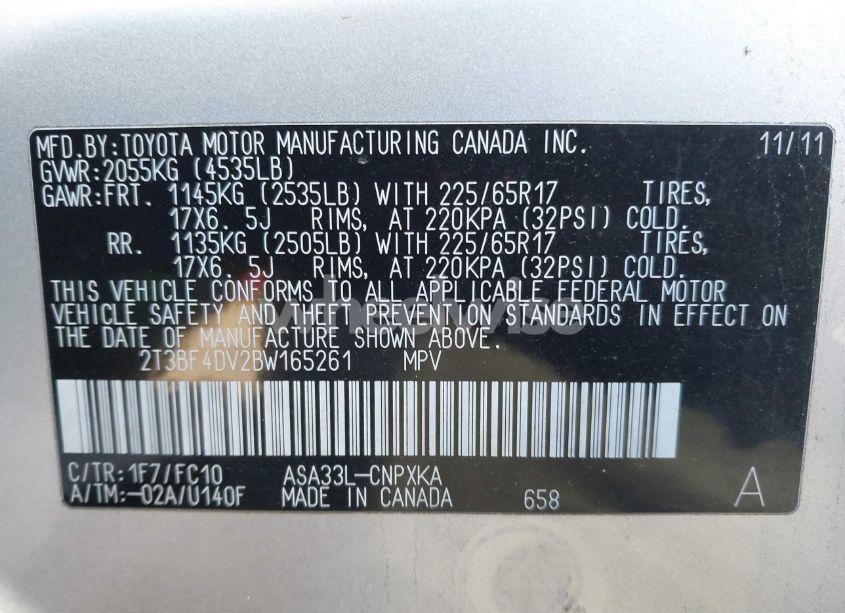 MFD.BY:TOYOTA MOTOR MANUFACTURING CANADA INC. 11/11
GVWR:2055KG (4535LB)
GAWR:FRT. 1145KG (2535LB) WITH 225/65R17 TIRES,
17X6. 5J RIMS, AT 220KPA (32PSI) COLD.
RR. 1135KG (2505LB) WITH 225/65R17 TIRES,
17X6. 5J RIMS, AT 220KPA (32PSI) COLD.
THIS VEHICLE CONFORMS TO ALL APPLICABLE FEDERAL MOTOR
VEHICLE SAFETY AND THEFT PREVENTION STANDARDS IN EFFECT ON
THE DATE OF MANUFACTURE SHOWN ABOVE.
2T3BF4DV2BW165261 MPV
C/TR:1F7/FC10 ASA33L-CNPXKA
A/TM:-02A/U140F MADE IN CANADA 658 A